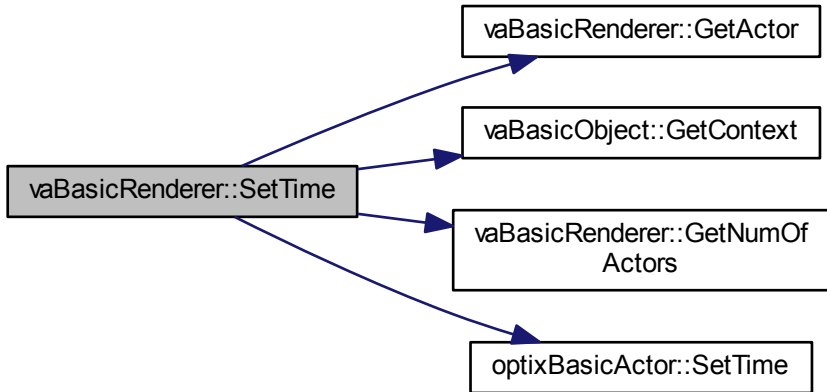 vaBasicRenderer::GetActor
vaBasicObject::GetContext
vaBasicRenderer::SetTime
vaBasicRenderer::GetNumOf
Actors
optixBasicActor::SetTime